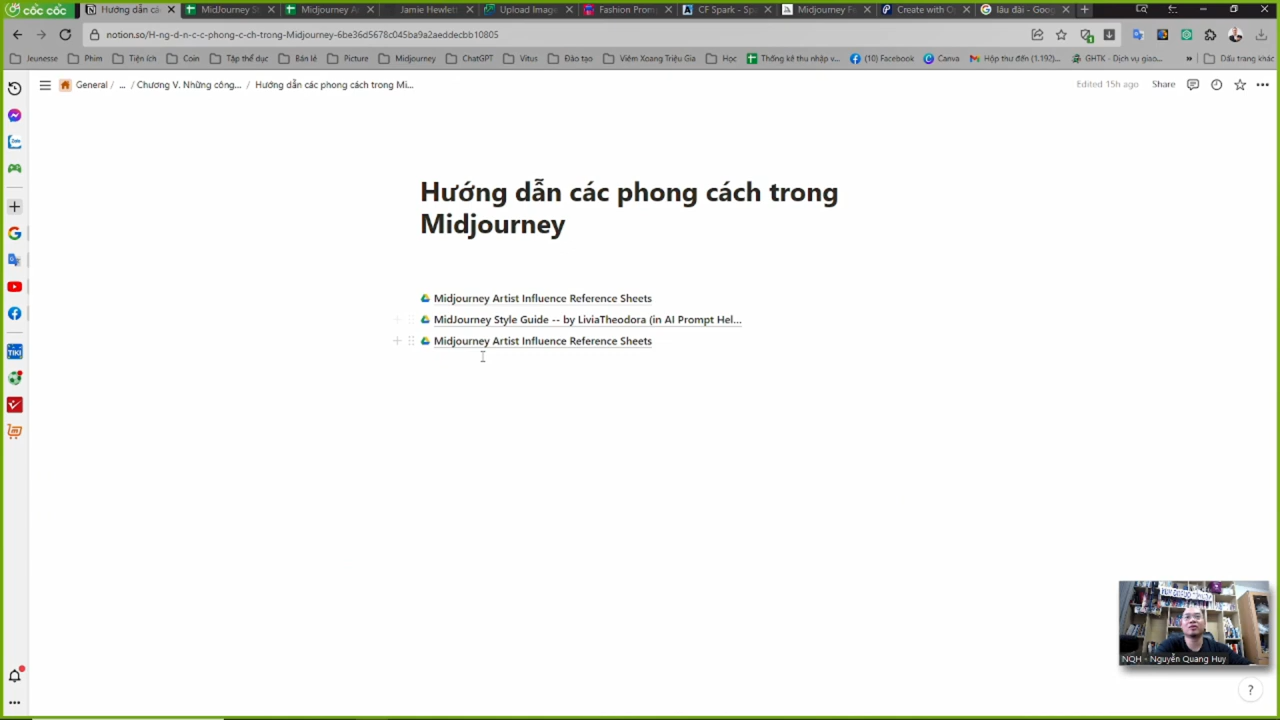 cốc cốc
Hướng dẫn cá
MidJourney S
Midjourney A
Jamie Hewlett
Upload Image
Fashion Prom
CF Spark - Sp
Midjourney F
Create with C
lâu đài - Goog
notion.so/H-ng-d-n-c-c-phong-c-ch-trong-Midjourney-6be36d5678c045ba9a2aeddecbb10805
Jeunesse
Phim
Tiện ích
Coin
Tập thể dục
Bán lẻ
Picture
Midjourney
ChatGPT
Vitus
Đào tạo
Viêm Xoang Triệu Gia
Học
Thống kê thu nhập v...
(10) Facebook
Canva
Hộp thư đến (1.192)...
GHTK - Dịch vụ giao...
»
Dấu trang khác
General / ... / Chương V. Những công... / Hướng dẫn các phong cách trong Mi...
Edited 15h ago
Share
Hướng dẫn các phong cách trong
Midjourney
Midjourney Artist Influence Reference Sheets
MidJourney Style Guide -- by LiviaTheodora (in AI Prompt Hel...
Midjourney Artist Influence Reference Sheets
Zalo
TIKI
NQH - Nguyễn Quang Huy
?